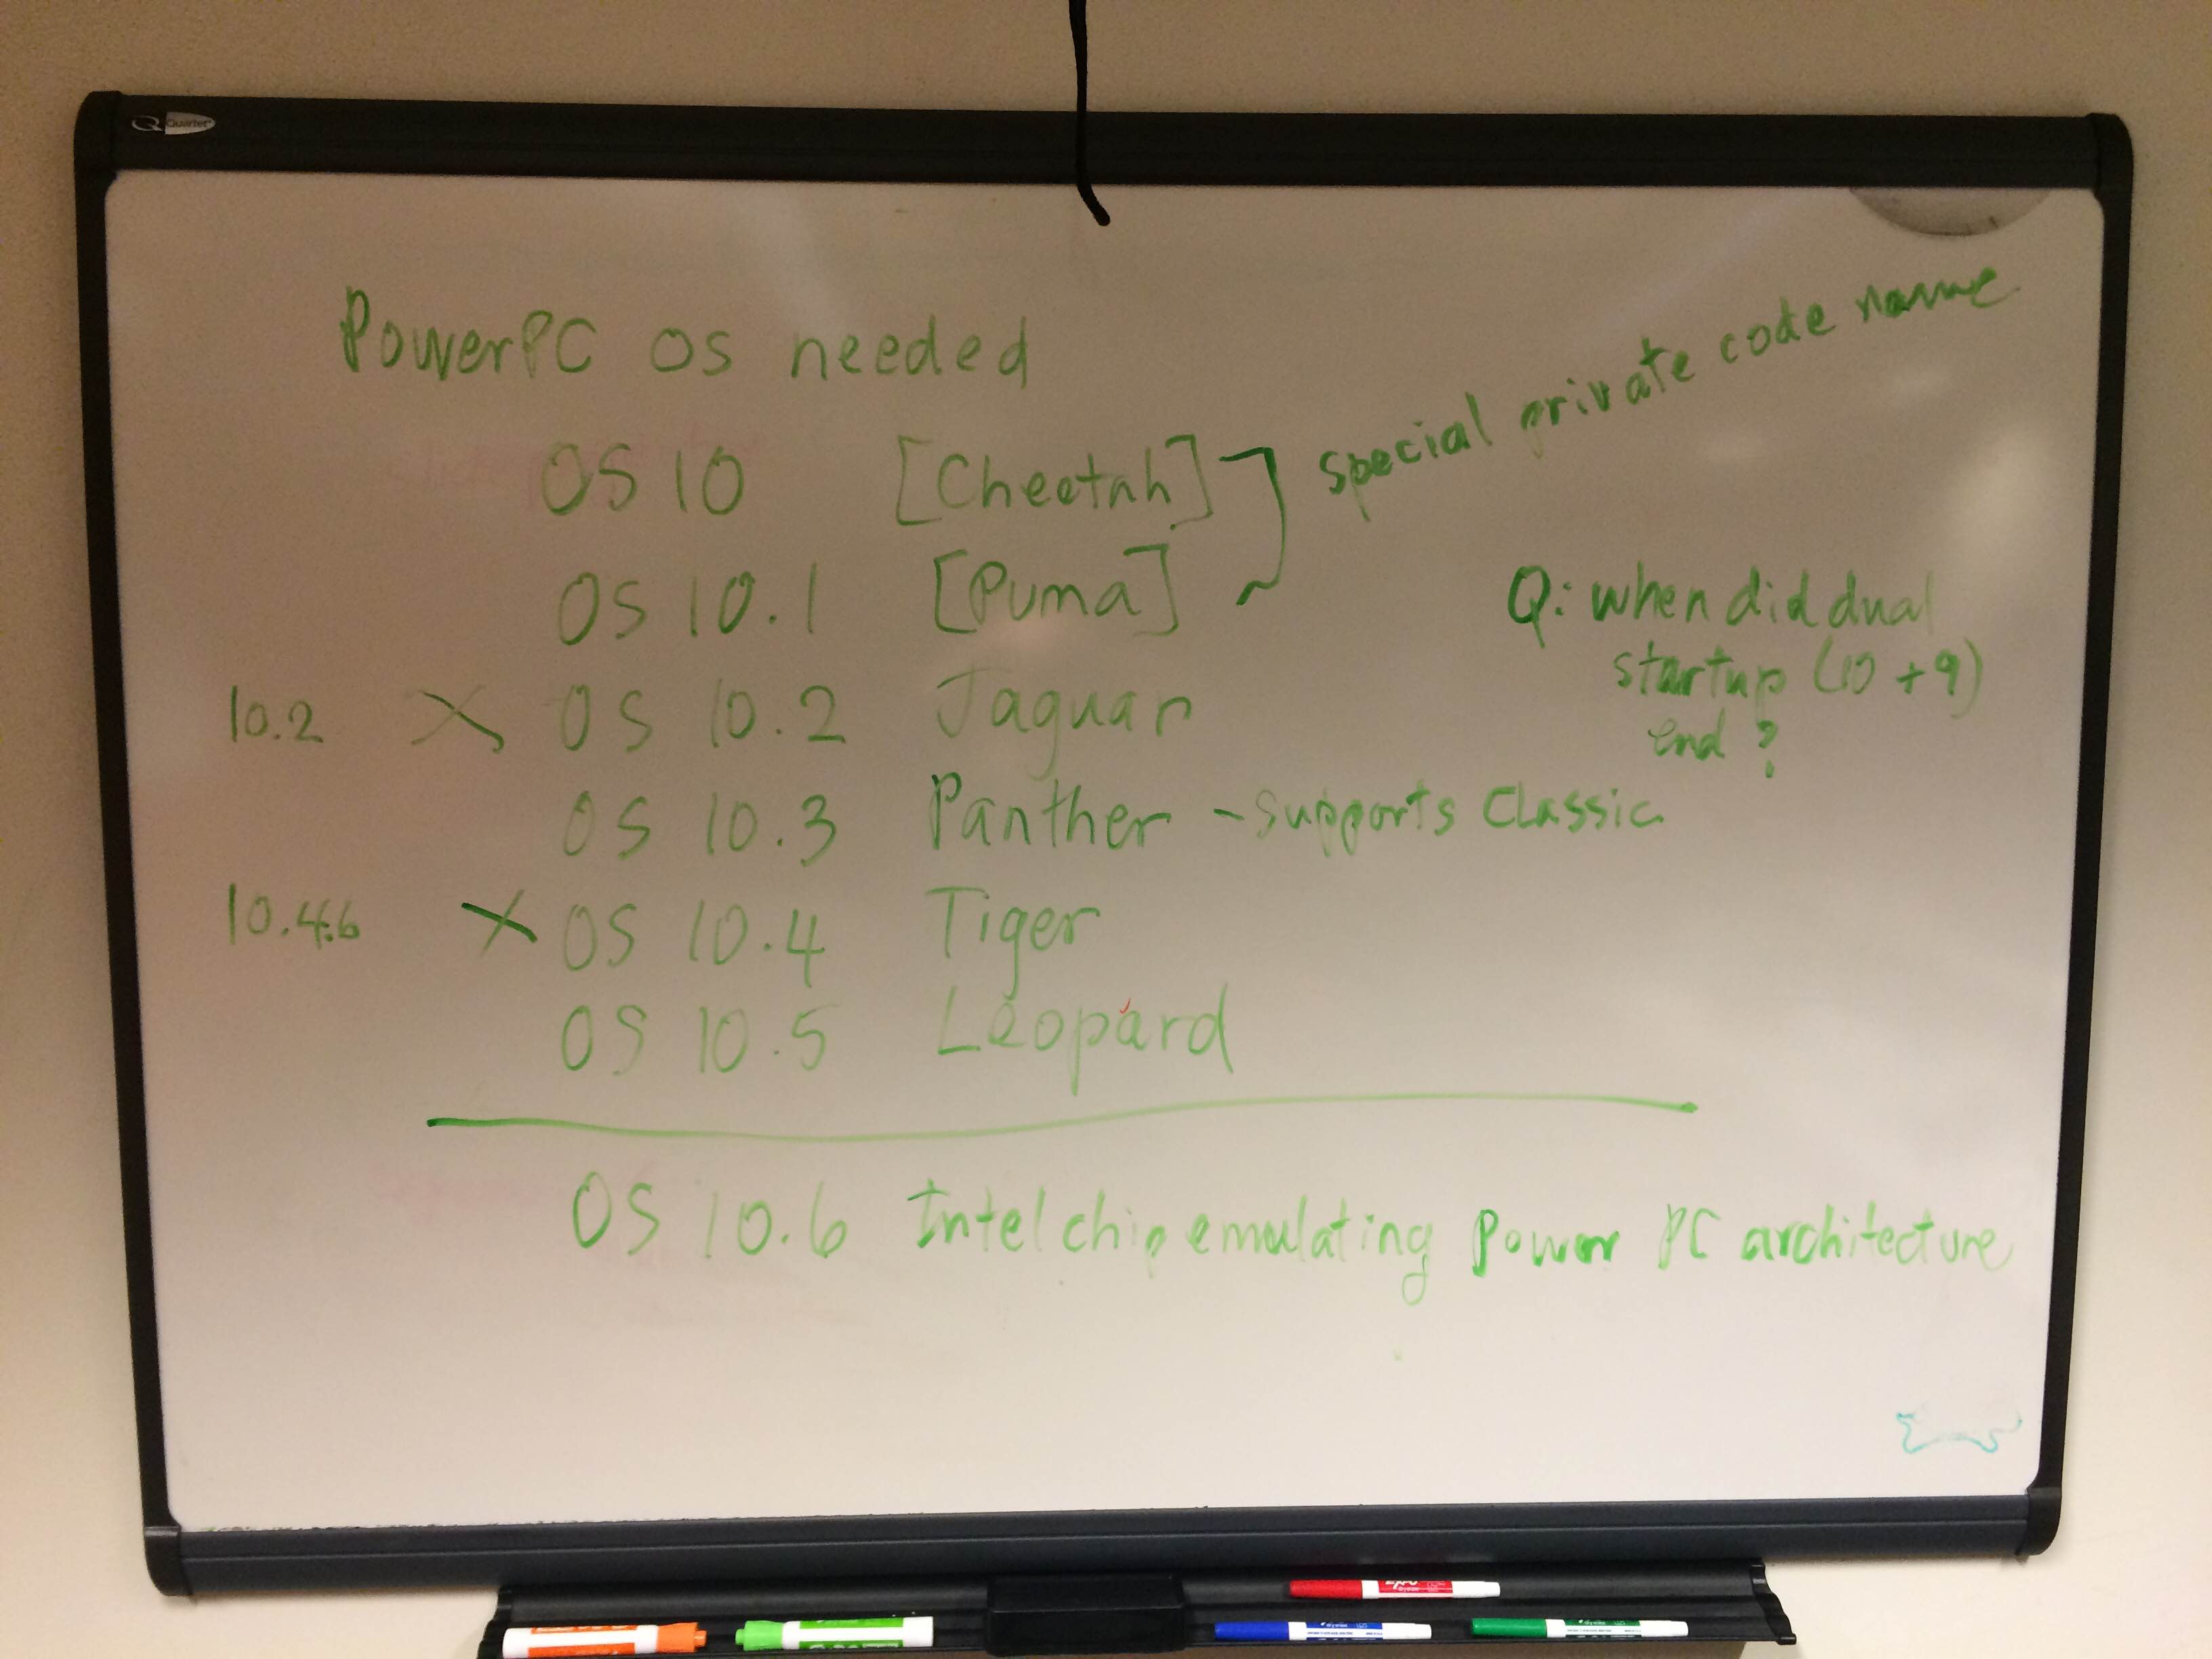 Quartet
PowerPC OS needed
OS 10 [Cheetah]
special private code name
OS 10.1 [Puma]
Q: when did dual
startup (10 + 9)
end ?
10.2 X OS 10.2 Jaguar
OS 10.3 Panther - supports Classic
10.4.6 X OS 10.4 Tiger
OS 10.5 Leopard
OS 10.6 Intel chip emulating Power PC architecture
EXPO